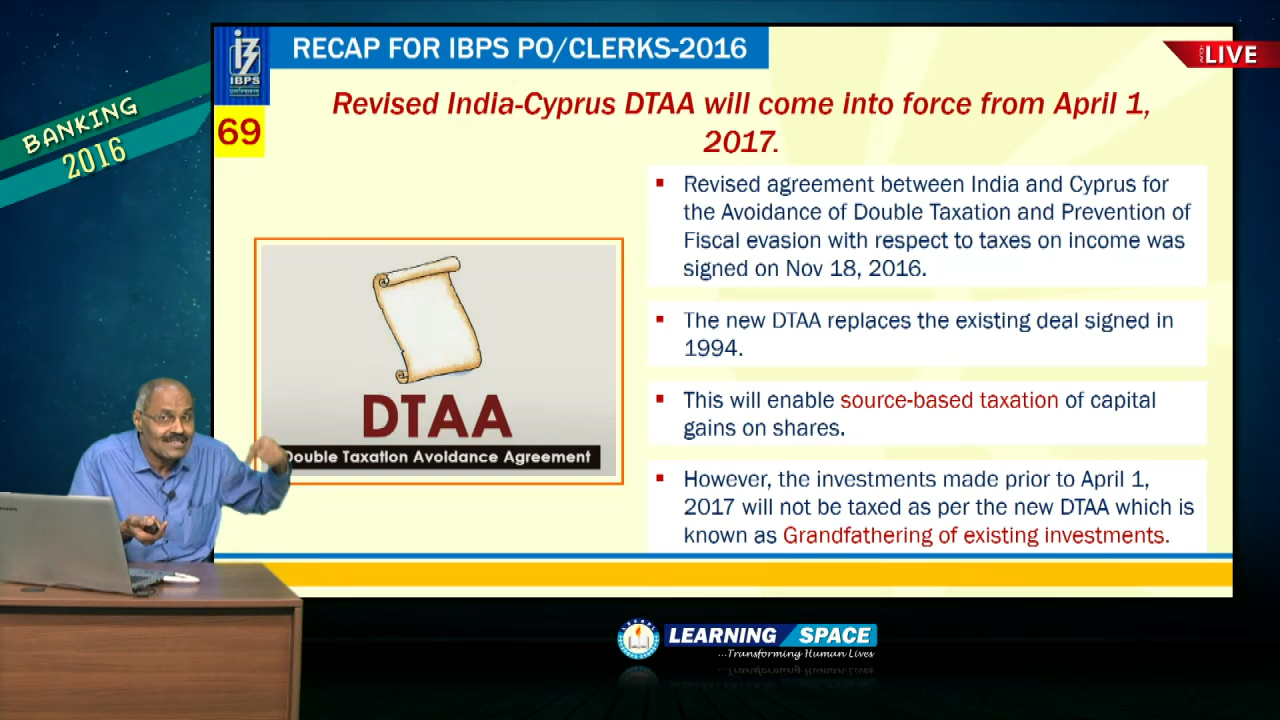 RECAP FOR IBPS PO/CLERKS-2016
IBPS
LIVE
BANKING
2016
69
Revised India-Cyprus DTAA will come into force from April 1,
2017.
▪ Revised agreement between India and Cyprus for
the Avoidance of Double Taxation and Prevention of
Fiscal evasion with respect to taxes on income was
signed on Nov 18, 2016.
▪ The new DTAA replaces the existing deal signed in
1994.
▪ This will enable source-based taxation of capital
gains on shares.
▪ However, the investments made prior to April 1,
2017 will not be taxed as per the new DTAA which is
known as Grandfathering of existing investments.
DTAA
Double Taxation Avoidance Agreement
LEARNING SPACE
...Transforming Human Lives